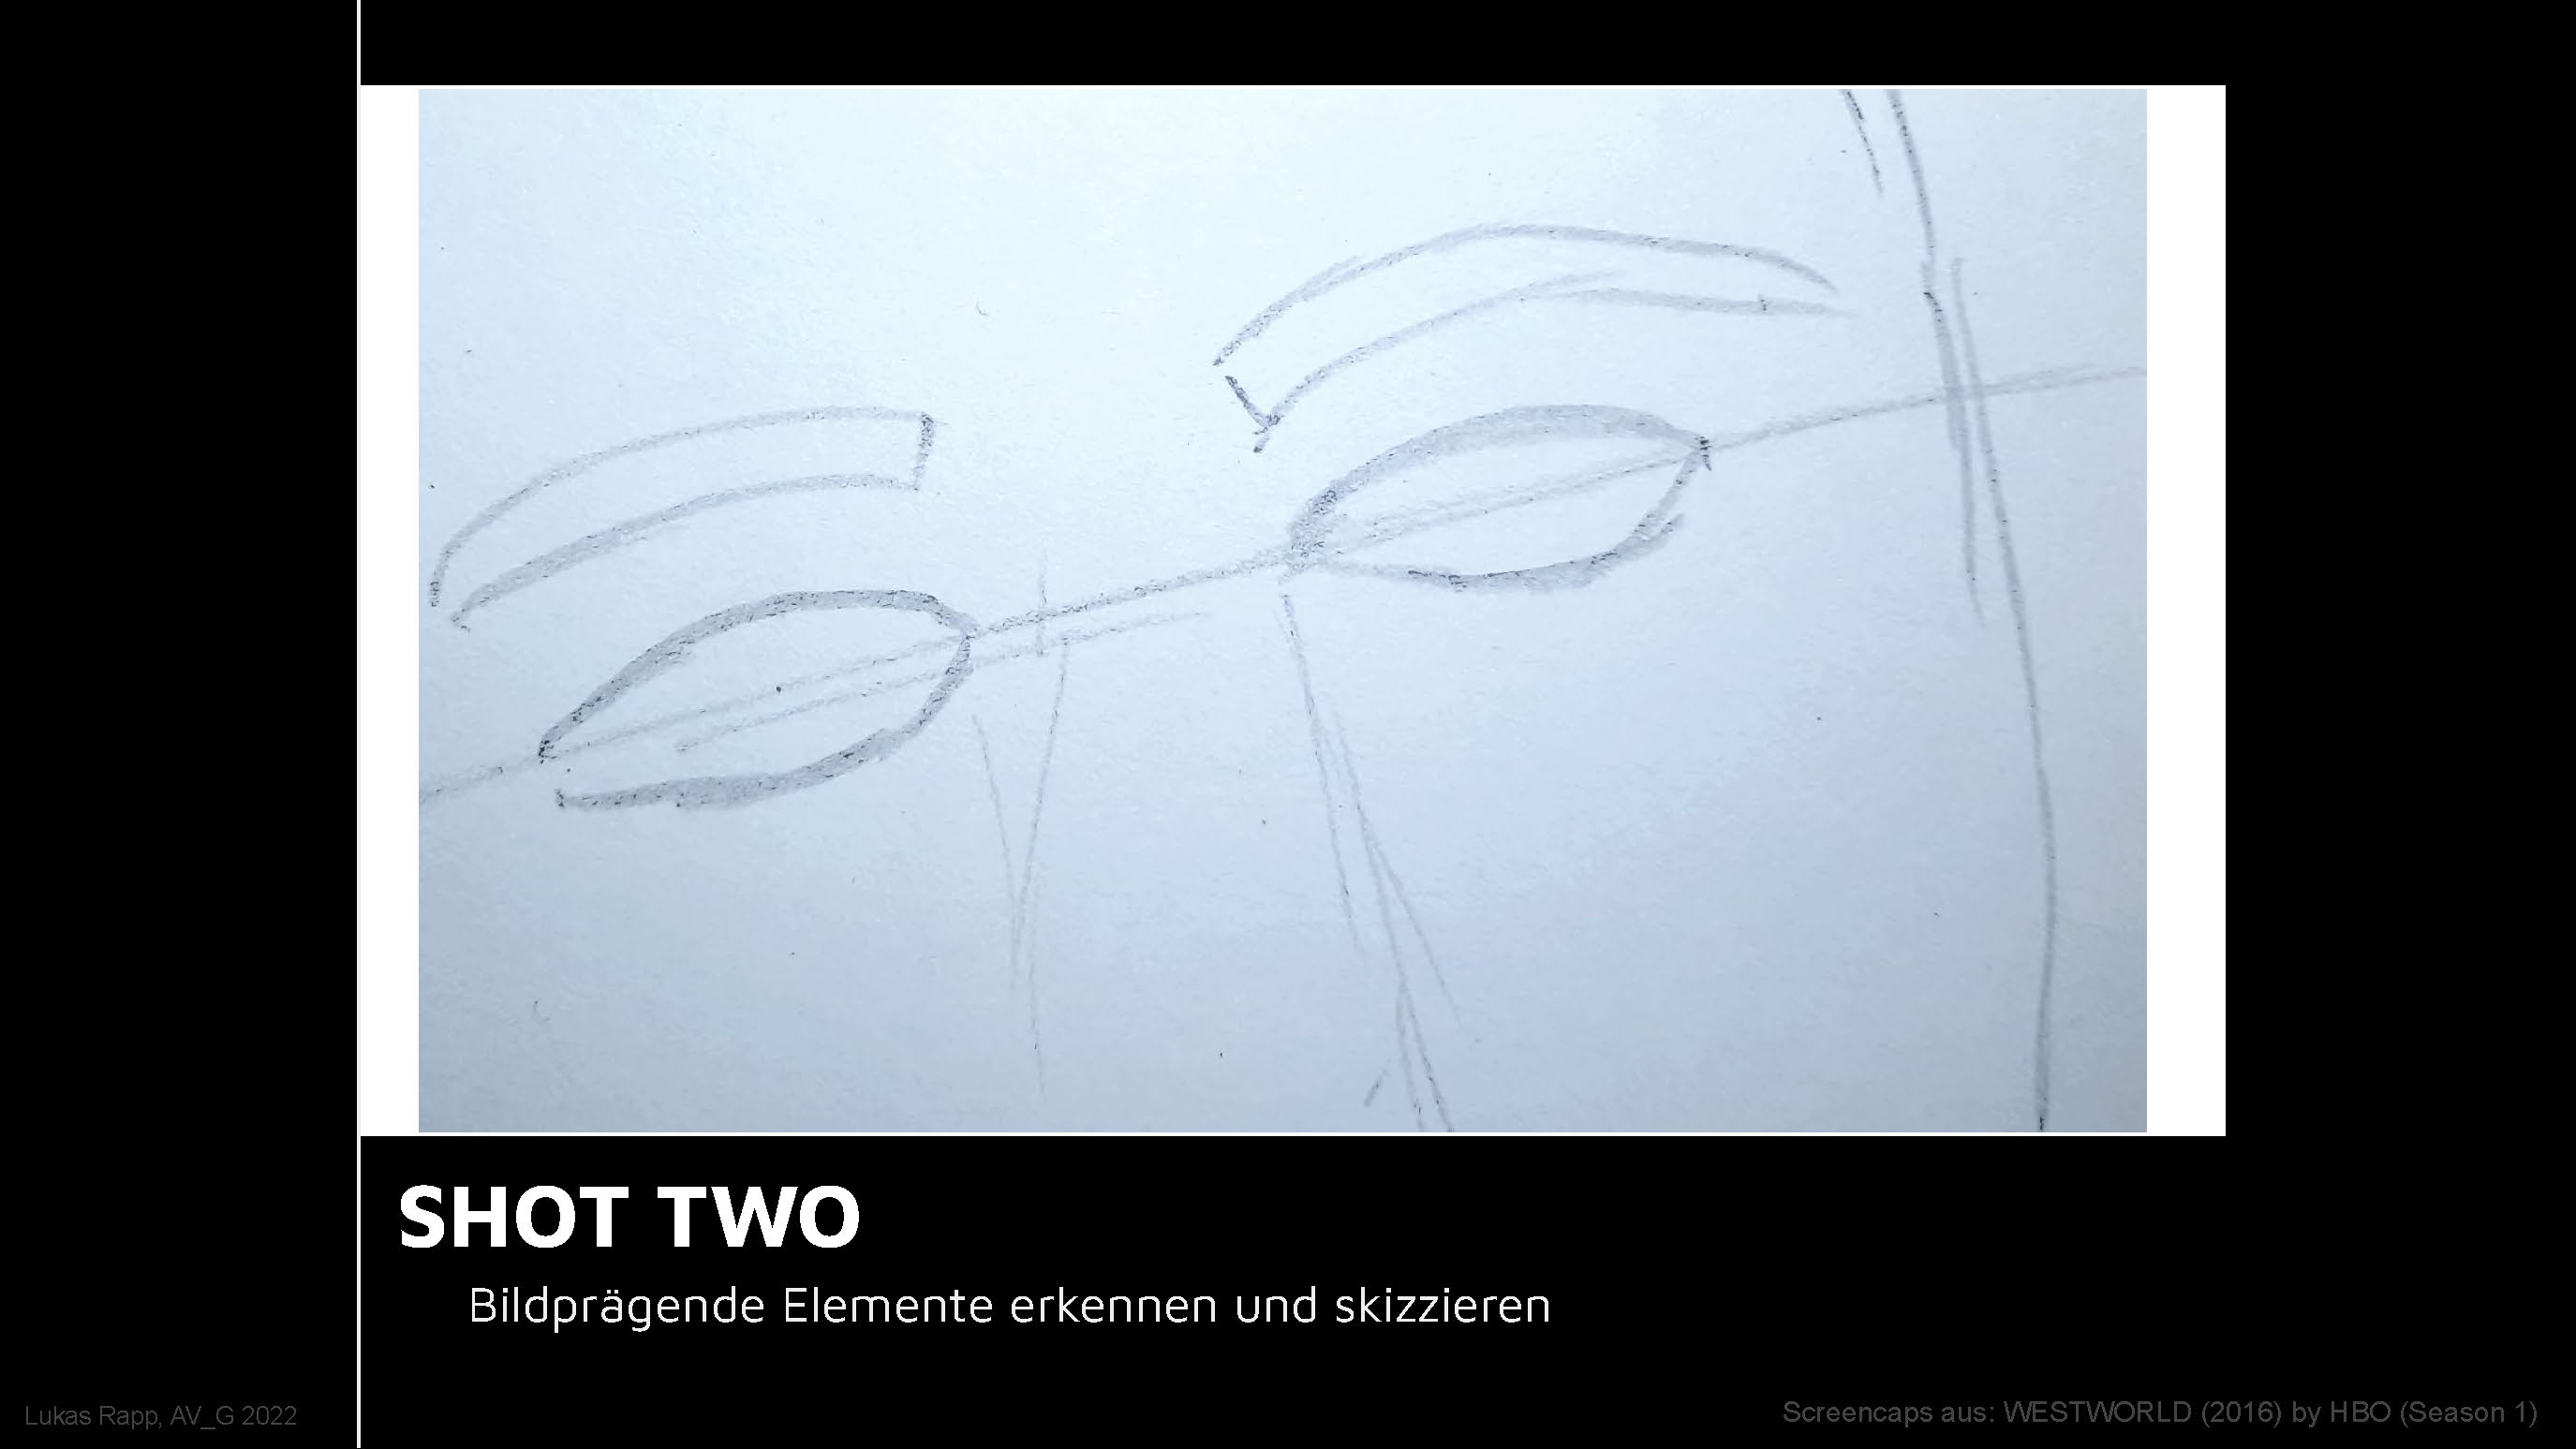 SHOT TWO
Bildprägende Elemente erkennen und skizzieren
Lukas Rapp, AV_G 2022
Screencaps aus: WESTWORLD (2016) by HBO (Season 1)